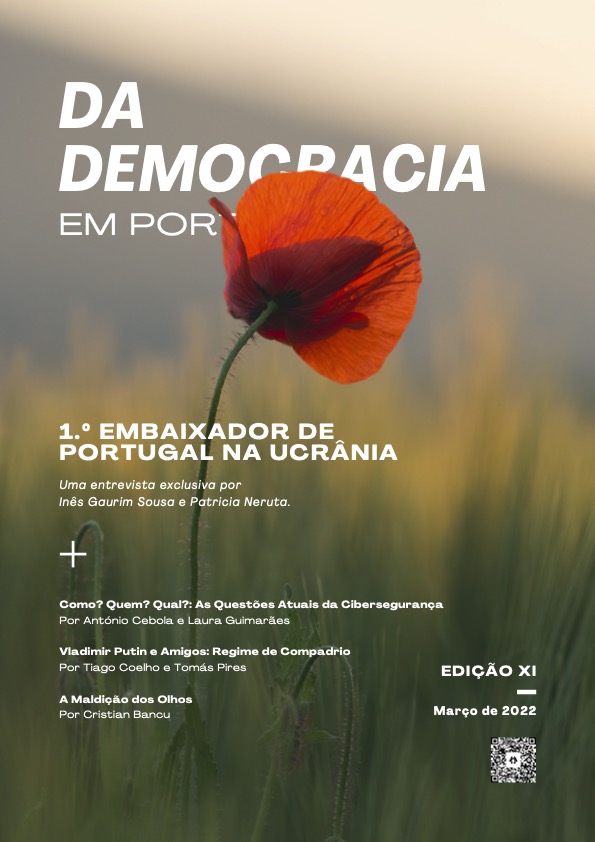 DA
DEMOCRACIA
EM
1.º EMBAIXADOR DE
PORTUGAL NA UCRÂNIA
Uma entrevista exclusiva por
Inês Gaurim Sousa e Patricia Neruta.
Como? Quem? Qual?: As Questões Atuais da Cibersegurança
Por António Cebola e Laura Guimarães
Vladimir Putin e Amigos: Regime de Compadrio
Por Tiago Coelho e Tomás Pires
A Maldição dos Olhos
Por Cristian Bancu
EDIÇÃO XI
Março de 2022